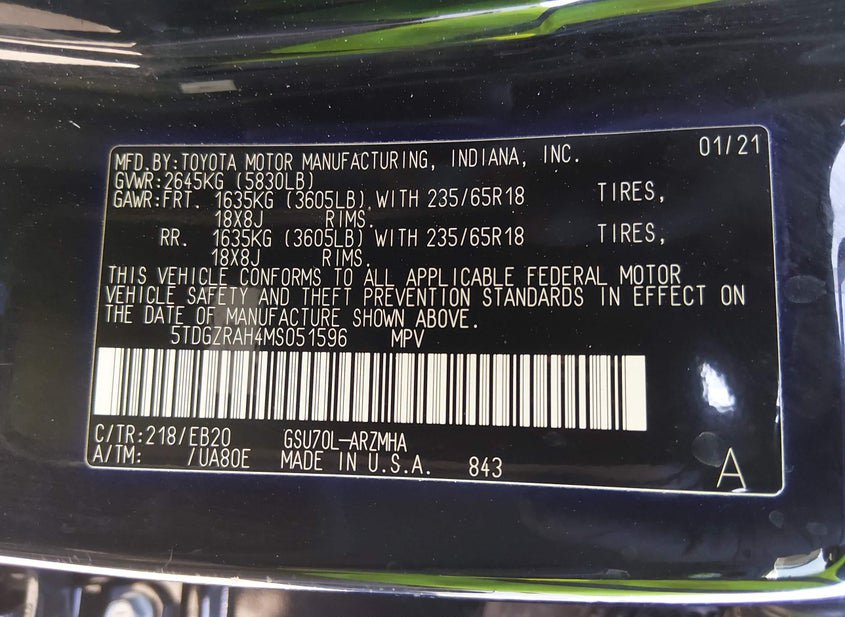 MFD.BY:TOYOTA MOTOR MANUFACTURING, INDIANA, INC. 01/21
GVWR:2645KG (5830LB)
GAWR:FRT. 1635KG (3605LB) WITH 235/65R18 TIRES,
18X8J RIMS.
RR. 1635KG (3605LB) WITH 235/65R18 TIRES,
18X8J RIMS.
THIS VEHICLE CONFORMS TO ALL APPLICABLE FEDERAL MOTOR
VEHICLE SAFETY AND THEFT PREVENTION STANDARDS IN EFFECT ON
THE DATE OF MANUFACTURE SHOWN ABOVE.
5TDGZRAH4MS051596 MPV
C/TR:218/EB20 GSU70L-ARZMHA
A/TM: /UA80E MADE IN U.S.A. 843
A